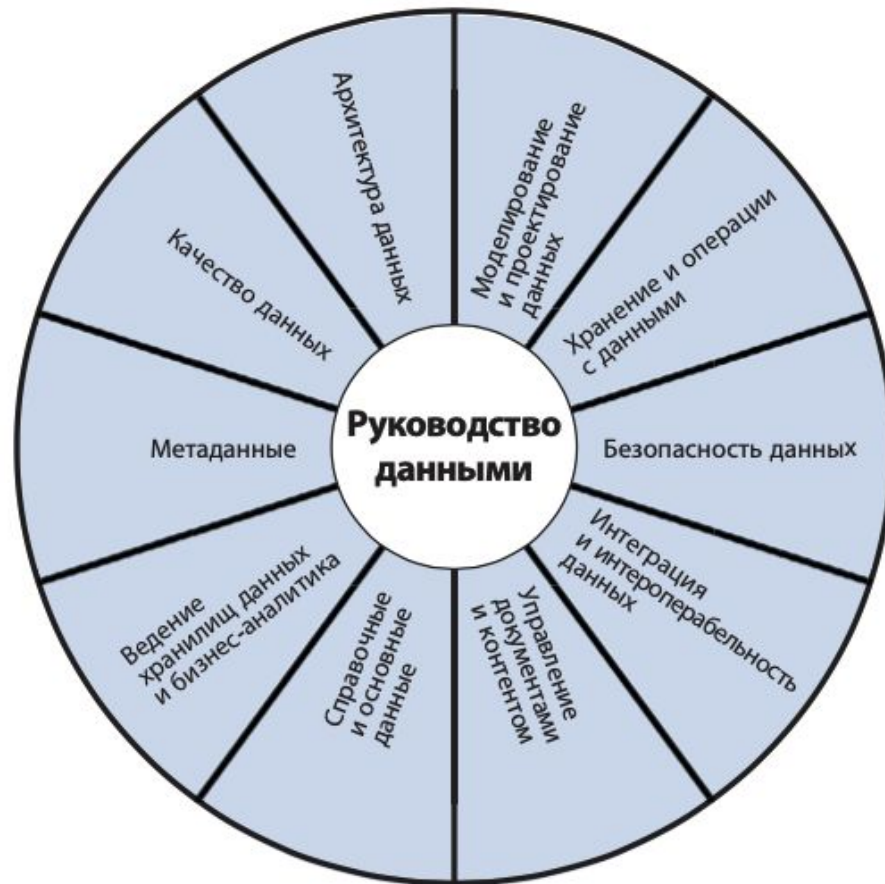 Архитектура данных
Моделирование
и проектирование
данных
Хранение и операции
с данными
Безопасность данных
Интеграция
и интероперабельность
данных
Управление
документами
и контентом
Справочные
и основные
данные
Ведение
хранилищ данных
и бизнес-аналитика
Метаданные
Качество данных
Руководство
данными